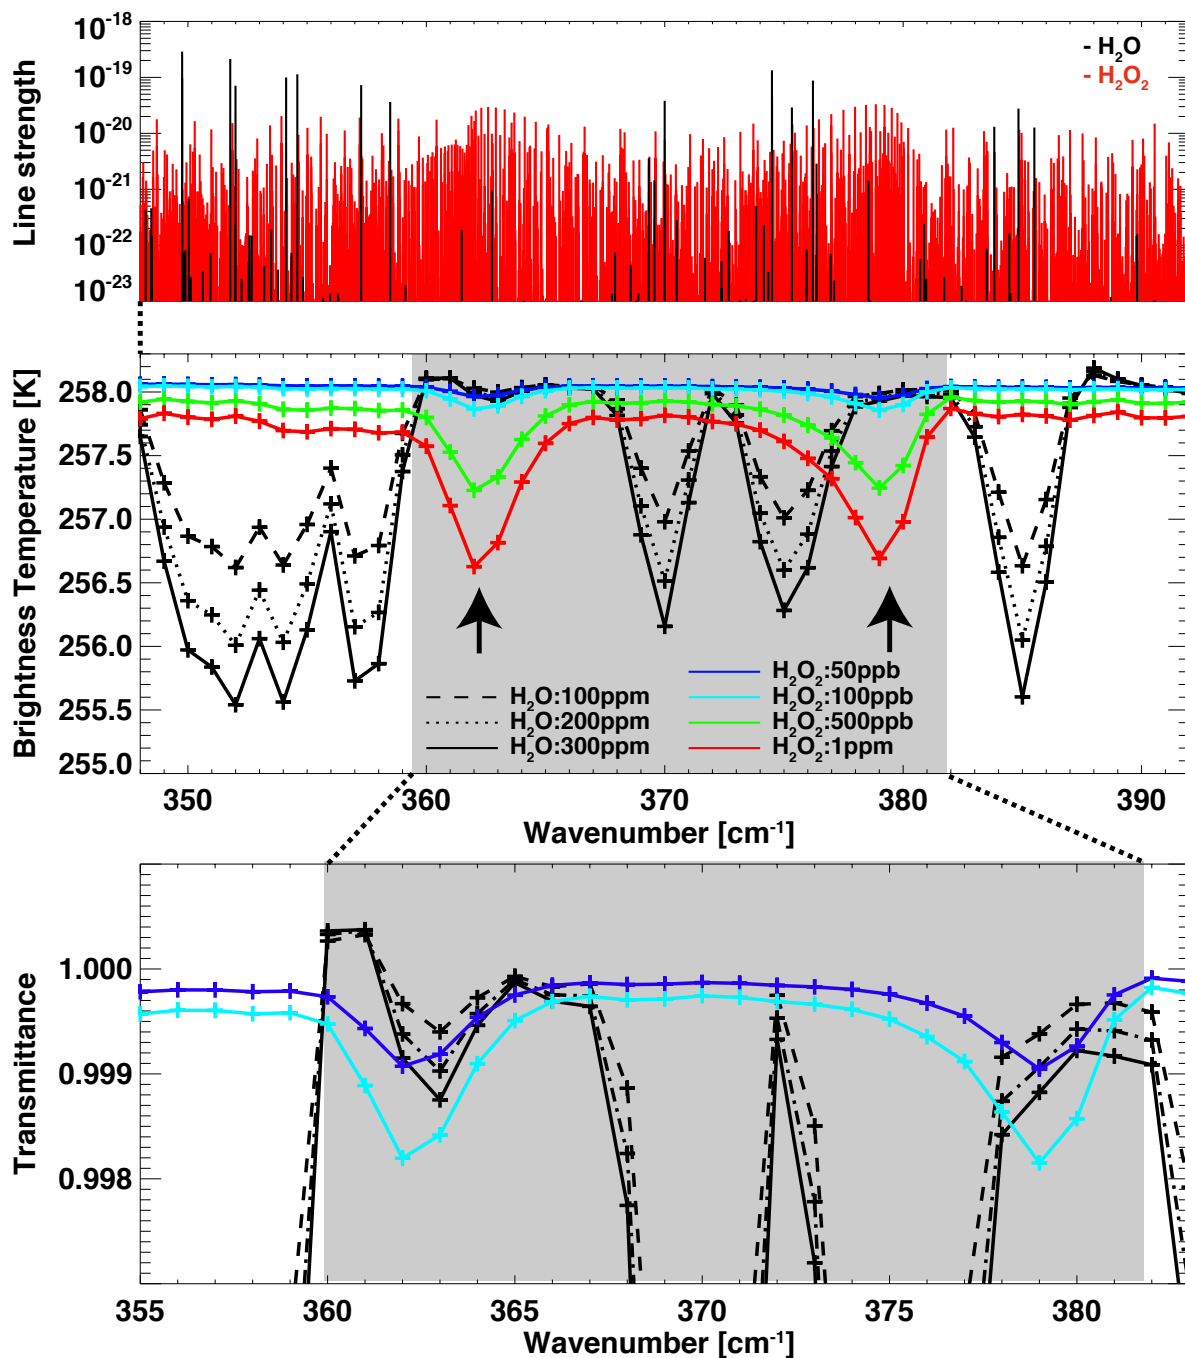 10⁻¹⁸
10⁻¹⁹
10⁻²⁰
10⁻²¹
10⁻²²
10⁻²³
Line strength
- H₂O
- H₂O₂
258.0
257.5
257.0
256.5
256.0
255.5
255.0
Brightness Temperature [K]
H₂O:100ppm
H₂O:200ppm
H₂O:300ppm
H₂O₂:50ppb
H₂O₂:100ppb
H₂O₂:500ppb
H₂O₂:1ppm
350 360 370 380 390
Wavenumber [cm⁻¹]
1.000
0.999
0.998
Transmittance
355 360 365 370 375 380
Wavenumber [cm⁻¹]